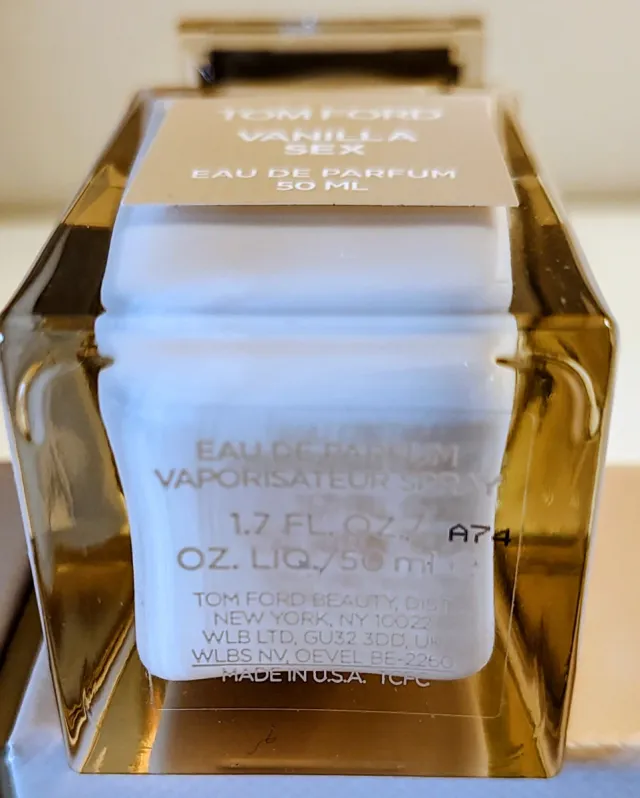 TOM FORD
VANILLA
SEX
EAU DE PARFUM
50 ML
EAU DE PARFUM
VAPORISATEUR SPRAY
1.7 FL. OZ./
A74
OZ. LIQ./50 ml
TOM FORD BEAUTY, DIST
NEW YORK, NY 10022
WLB LTD, GU32 3DD, UK
WLBS NV, OEVEL BE-2260
MADE IN U.S.A. TCFC